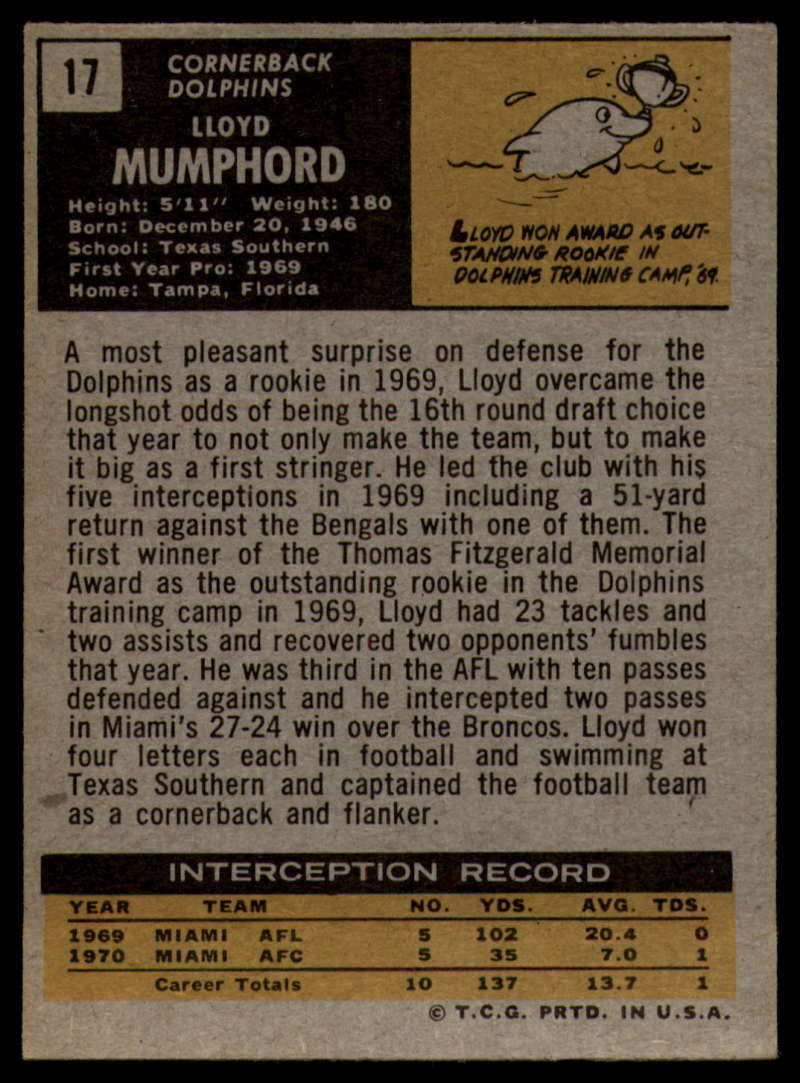 17
CORNERBACK
DOLPHINS
LLOYD
MUMPHORD
Height: 5'11" Weight: 180
Born: December 20, 1946
School: Texas Southern
First Year Pro: 1969
Home: Tampa, Florida
LLOYD WON AWARD AS OUT-
STANDING ROOKIE IN
DOLPHINS TRAINING CAMP, '69.
A most pleasant surprise on defense for the
Dolphins as a rookie in 1969, Lloyd overcame the
longshot odds of being the 16th round draft choice
that year to not only make the team, but to make
it big as a first stringer. He led the club with his
five interceptions in 1969 including a 51-yard
return against the Bengals with one of them. The
first winner of the Thomas Fitzgerald Memorial
Award as the outstanding rookie in the Dolphins
training camp in 1969, Lloyd had 23 tackles and
two assists and recovered two opponents' fumbles
that year. He was third in the AFL with ten passes
defended against and he intercepted two passes
in Miami's 27-24 win over the Broncos. Lloyd won
four letters each in football and swimming at
Texas Southern and captained the football team
as a cornerback and flanker.
INTERCEPTION RECORD
YEAR TEAM NO. YDS. AVG. TDS.
1969 MIAMI AFL 5 102 20.4 0
1970 MIAMI AFC 5 35 7.0 1
Career Totals 10 137 13.7 1
© T.C.G. PRTD. IN U.S.A.